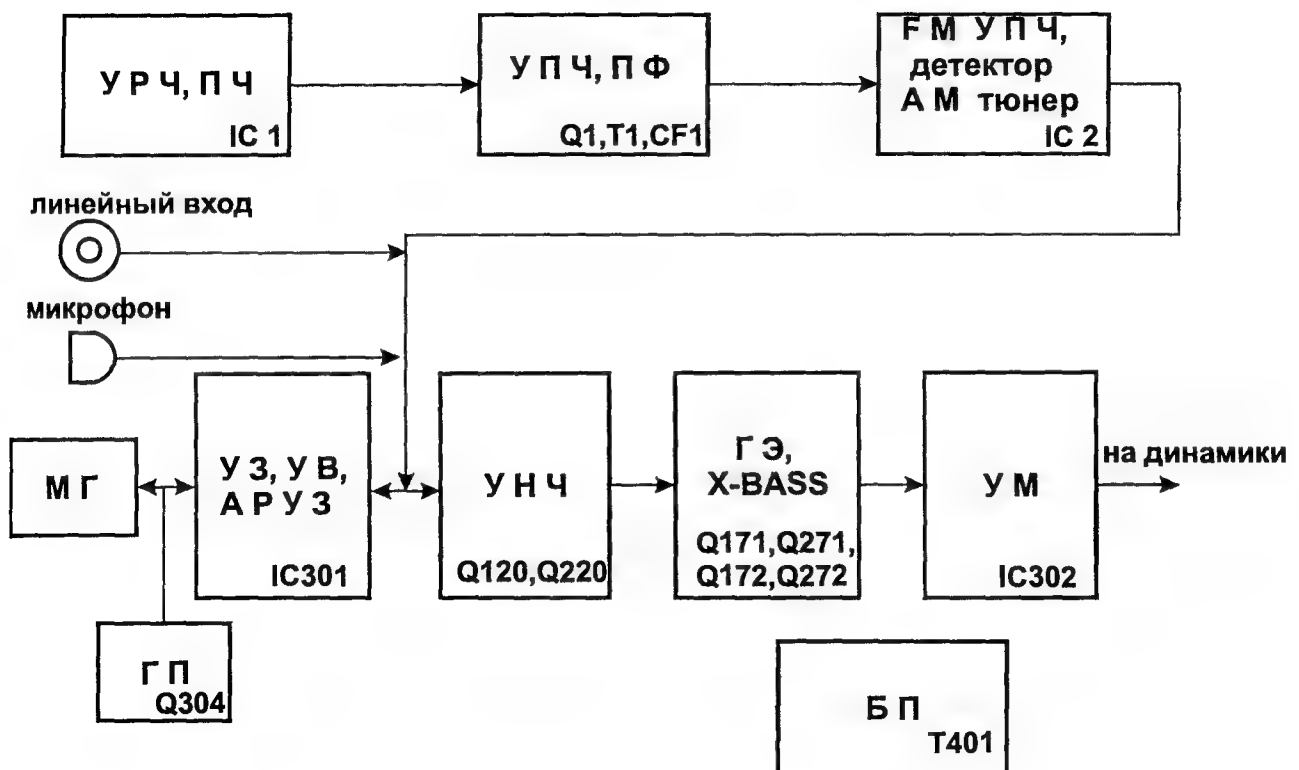 У Р Ч, П Ч
IC 1
У П Ч, П Ф
Q1,T1,CF1
F M У П Ч,
детектор
А М тюнер
IC 2
линейный вход
микрофон
М Г
У З, У В,
А Р У З
IC301
У Н Ч
Q120,Q220
Г Э,
X-BASS
Q171,Q271,
Q172,Q272
У М
IC302
на динамики
Г П
Q304
Б П
T401